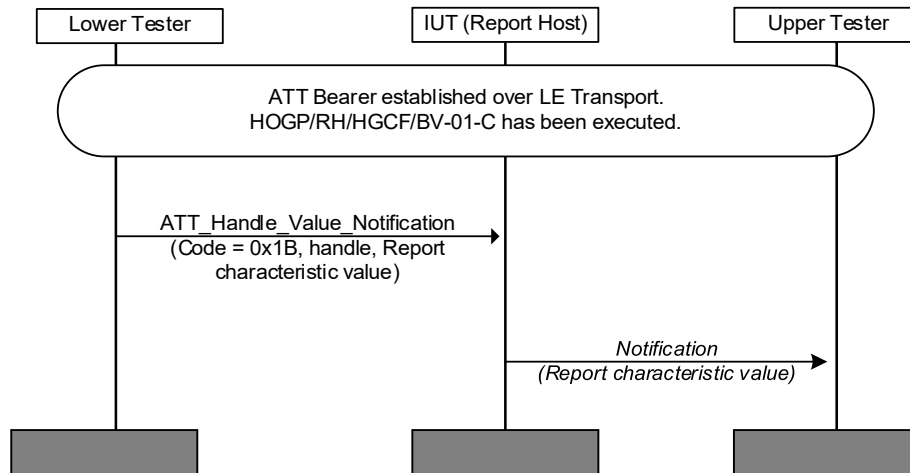 Lower Tester
IUT (Report Host)
Upper Tester
ATT Bearer established over LE Transport.
HOGP/RH/HGCF/BV-01-C has been executed.
ATT_Handle_Value_Notification
(Code = 0x1B, handle, Report
characteristic value)
Notification
(Report characteristic value)